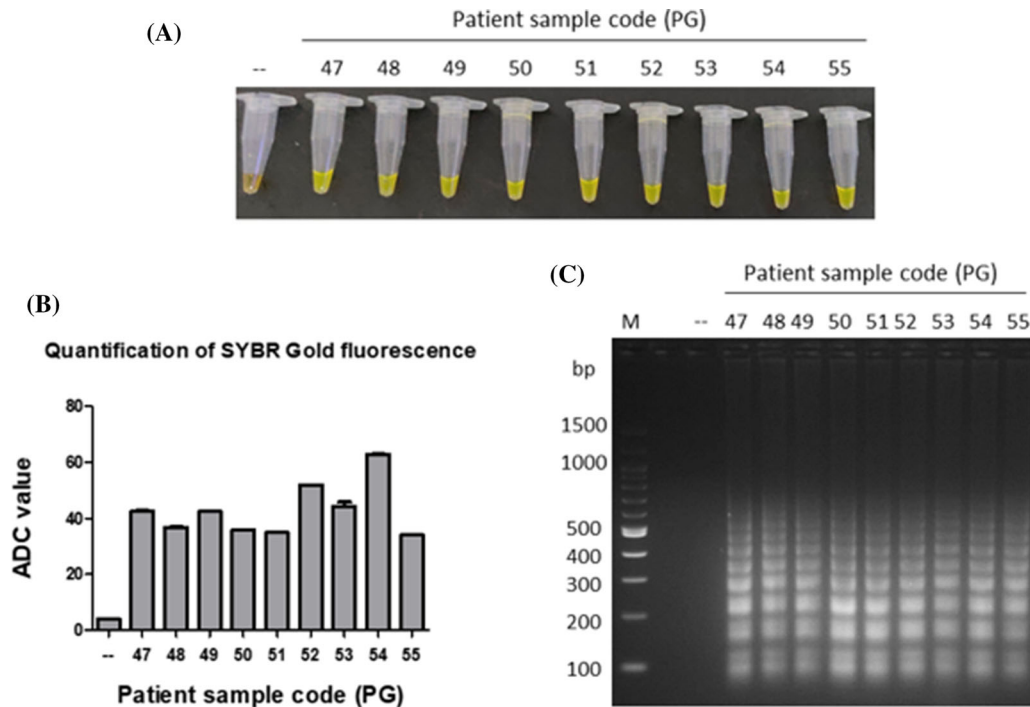 (A)
Patient sample code (PG)
-- 47 48 49 50 51 52 53 54 55
(B)
Quantification of SYBR Gold fluorescence
ADC value
80
60
40
20
0
-- 47 48 49 50 51 52 53 54 55
Patient sample code (PG)
(C)
Patient sample code (PG)
M -- 47 48 49 50 51 52 53 54 55
bp
1500
1000
500
400
300
200
100